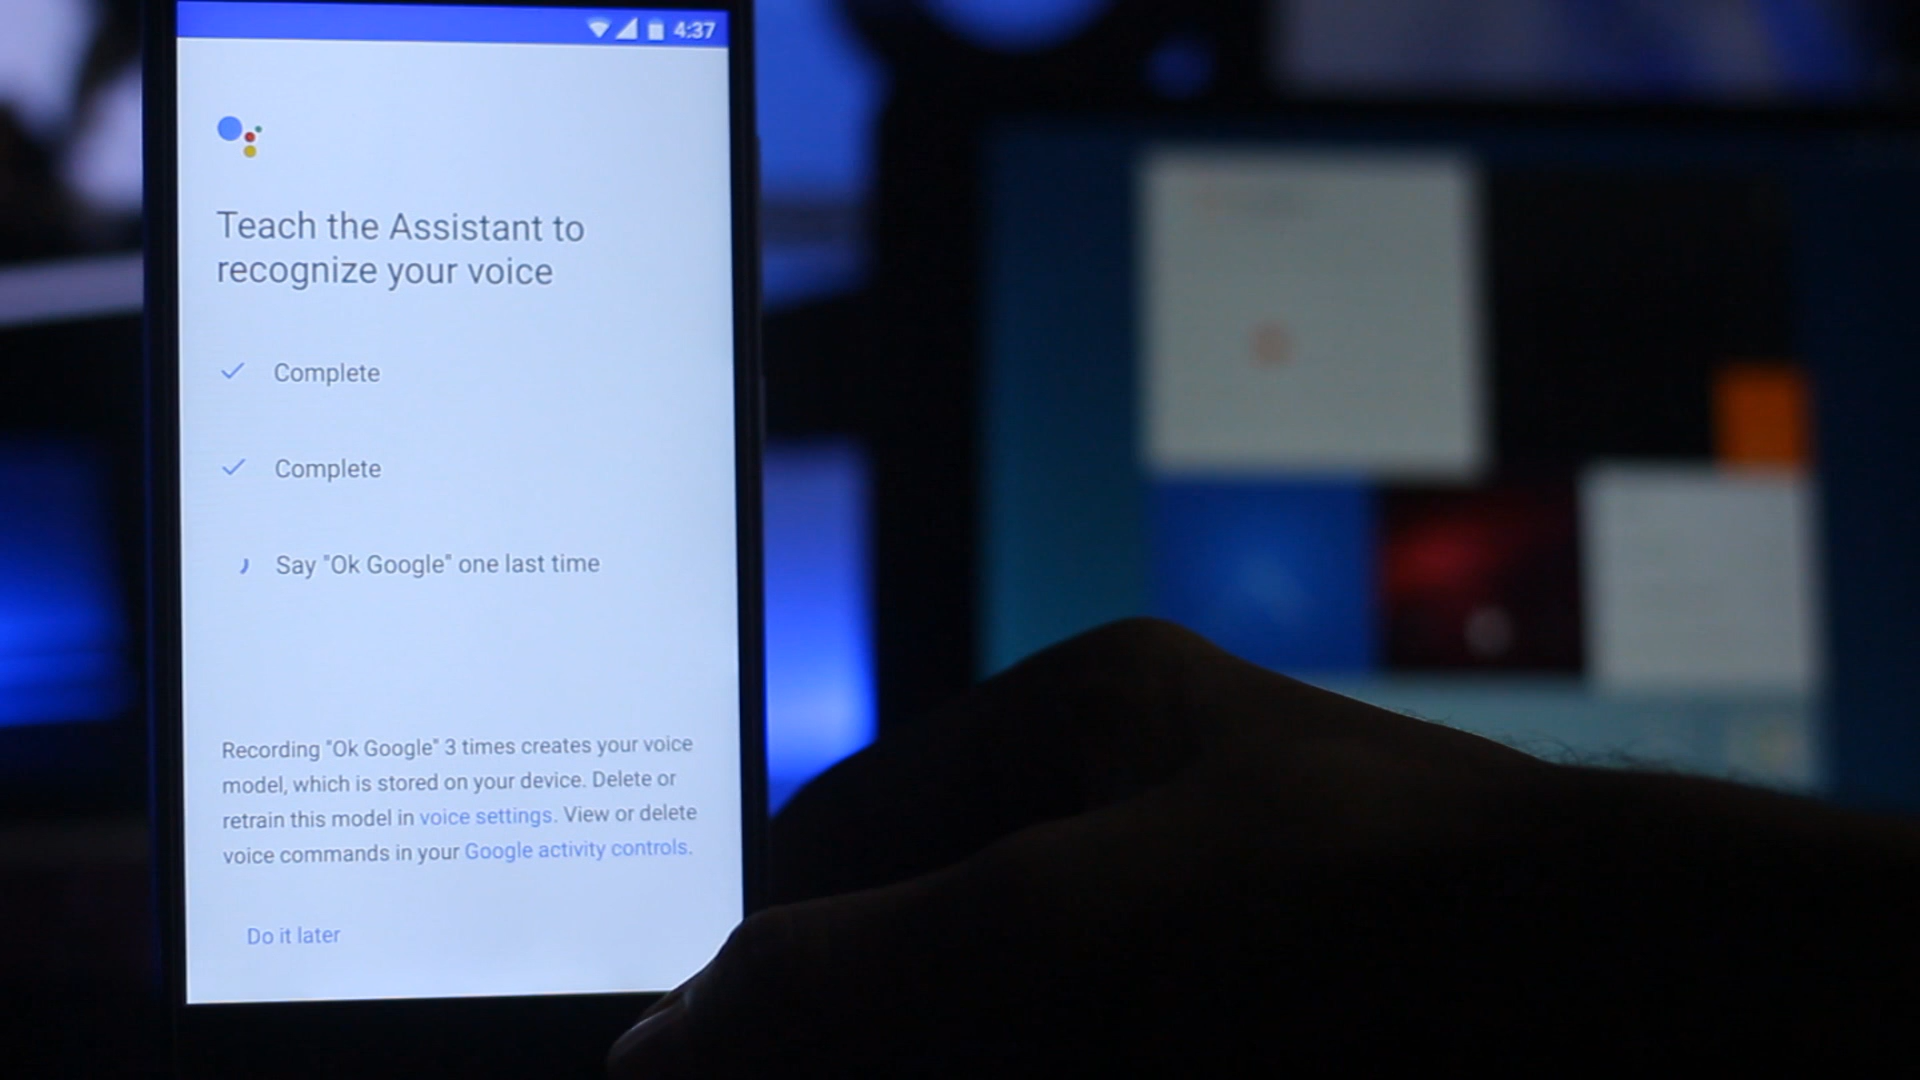 4:37
Teach the Assistant to
recognize your voice
Complete
Complete
Say "Ok Google" one last time
Recording "Ok Google" 3 times creates your voice
model, which is stored on your device. Delete or
retrain this model in voice settings. View or delete
voice commands in your Google activity controls.
Do it later